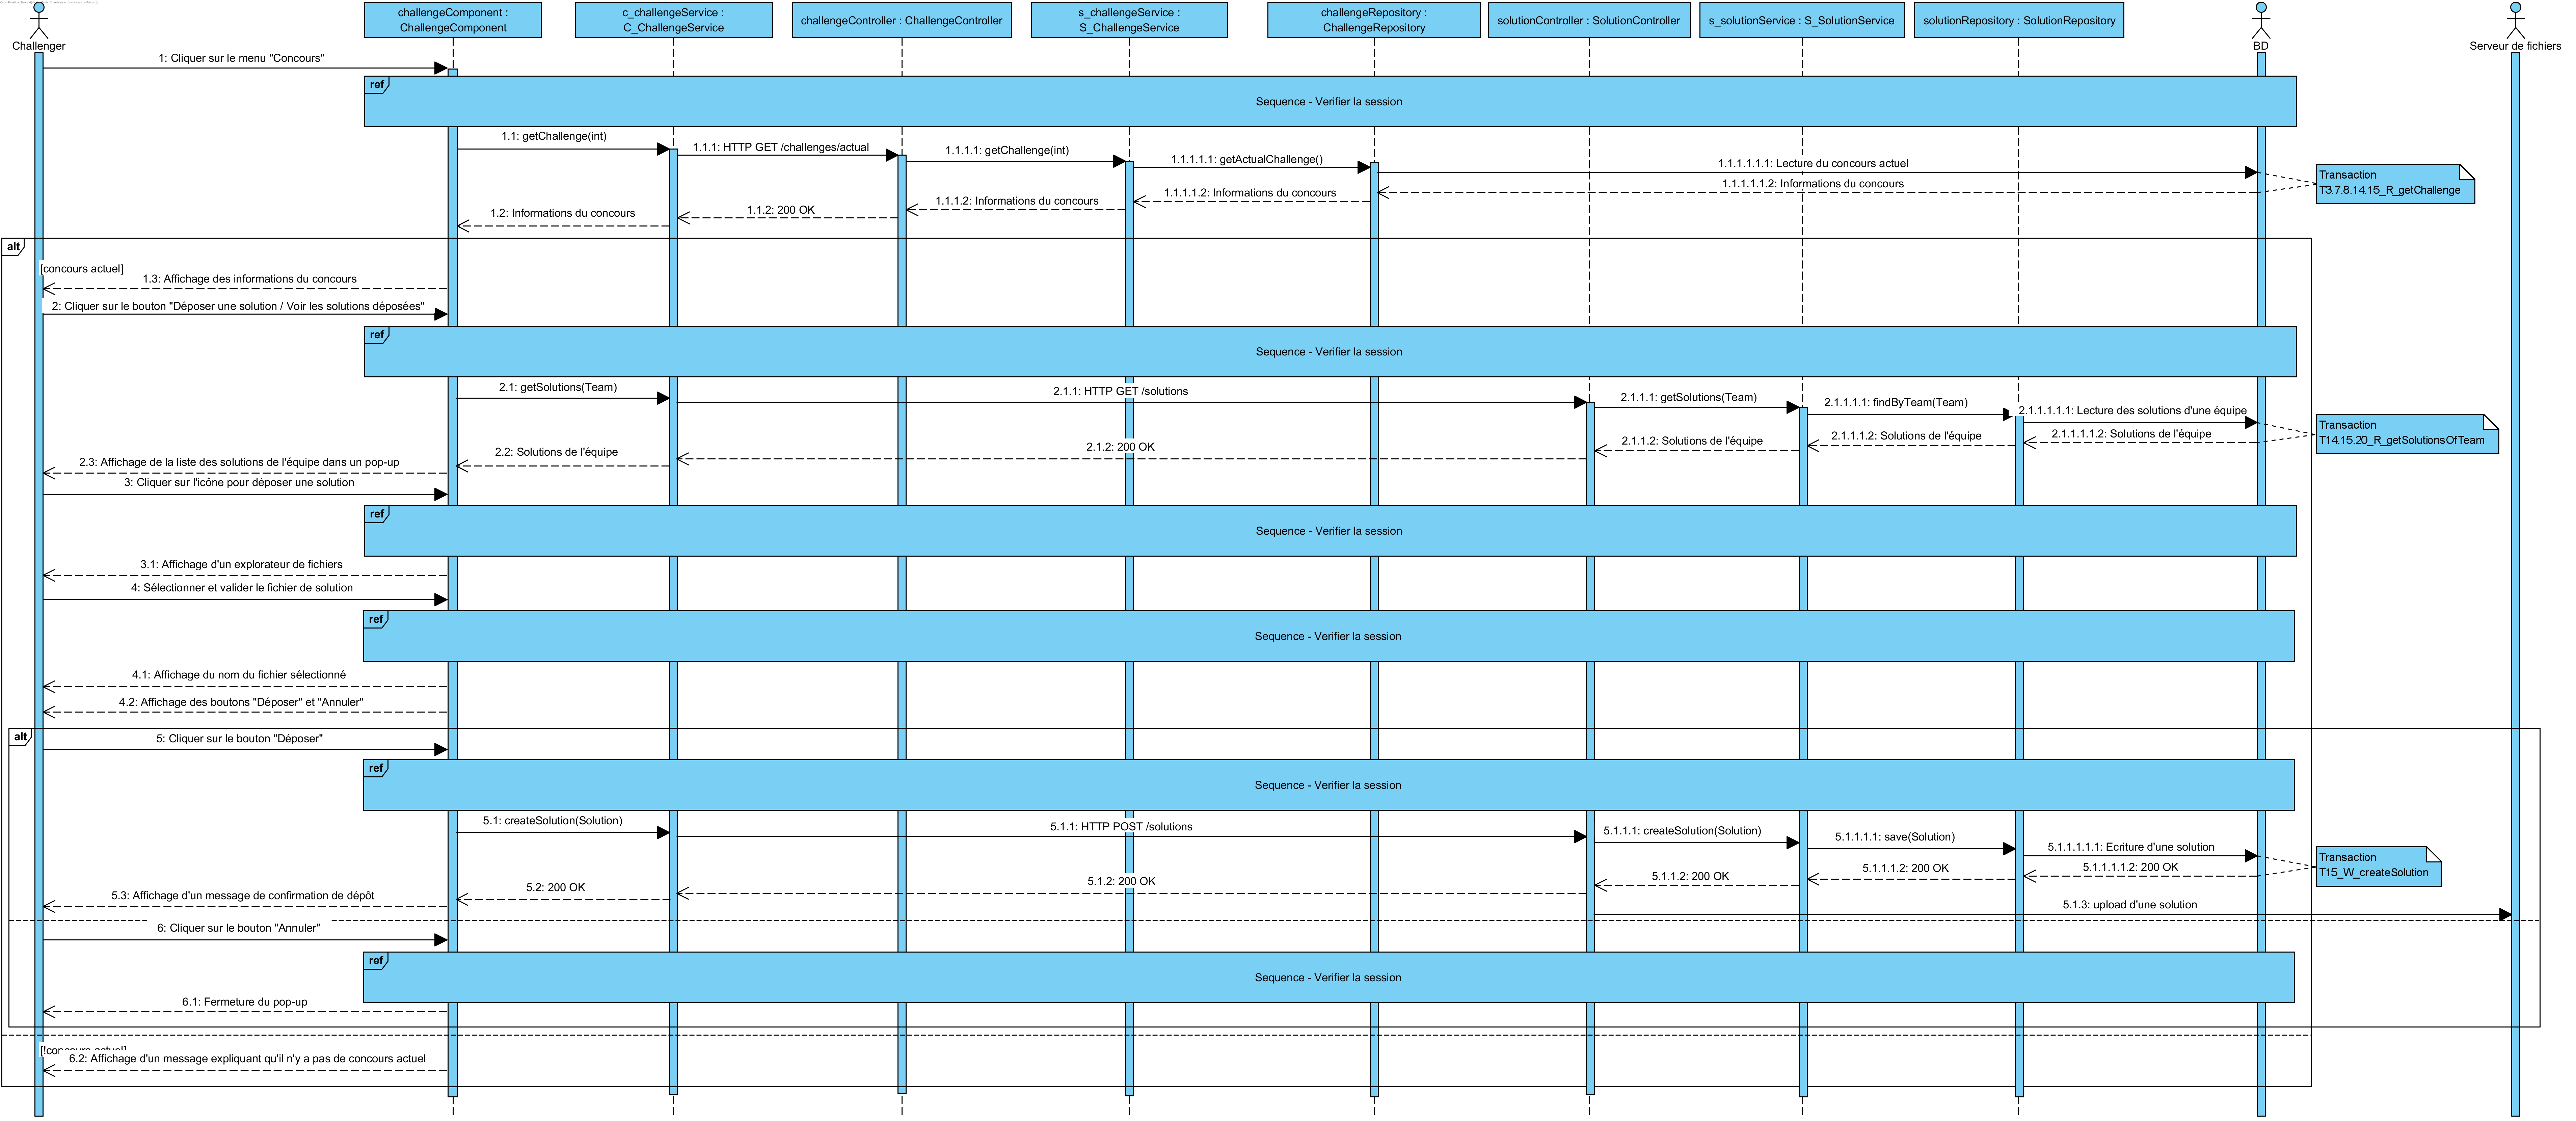 challengeComponent :
ChallengeComponent
c_challengeService :
C_ChallengeService
challengeController : ChallengeController
s_challengeService :
S_ChallengeService
challengeRepository :
ChallengeRepository
solutionController : SolutionController
s_solutionService : S_SolutionService
solutionRepository : SolutionRepository
Challenger
BD
Serveur de fichiers
1: Cliquer sur le menu "Concours"
ref
Sequence - Verifier la session
1.1: getChallenge(int)
1.1.1: HTTP GET /challenges/actual
1.1.1.1: getChallenge(int)
1.1.1.1.1: getActualChallenge()
1.1.1.1.1.1: Lecture du concours actuel
Transaction
T3.7.8.14.15_R_getChallenge
1.1.1.1.1.2: Informations du concours
1.1.1.1.2: Informations du concours
1.1.1.2: Informations du concours
1.1.2: 200 OK
1.2: Informations du concours
alt
[concours actuel]
1.3: Affichage des informations du concours
2: Cliquer sur le bouton "Déposer une solution / Voir les solutions déposées"
ref
Sequence - Verifier la session
2.1: getSolutions(Team)
2.1.1: HTTP GET /solutions
2.1.1.1: getSolutions(Team)
2.1.1.1.1: findByTeam(Team)
2.1.1.1.1.1: Lecture des solutions d'une équipe
Transaction
T14.15.20_R_getSolutionsOfTeam
2.1.1.1.1.2: Solutions de l'équipe
2.1.1.1.2: Solutions de l'équipe
2.1.1.2: Solutions de l'équipe
2.1.2: 200 OK
2.2: Solutions de l'équipe
2.3: Affichage de la liste des solutions de l'équipe dans un pop-up
3: Cliquer sur l'icône pour déposer une solution
ref
Sequence - Verifier la session
3.1: Affichage d'un explorateur de fichiers
4: Sélectionner et valider le fichier de solution
ref
Sequence - Verifier la session
4.1: Affichage du nom du fichier sélectionné
4.2: Affichage des boutons "Déposer" et "Annuler"
alt
5: Cliquer sur le bouton "Déposer"
ref
Sequence - Verifier la session
5.1: createSolution(Solution)
5.1.1: HTTP POST /solutions
5.1.1.1: createSolution(Solution)
5.1.1.1.1: save(Solution)
5.1.1.1.1.1: Ecriture d'une solution
Transaction
T15_W_createSolution
5.1.1.1.1.2: 200 OK
5.1.1.1.2: 200 OK
5.1.1.2: 200 OK
5.1.2: 200 OK
5.2: 200 OK
5.3: Affichage d'un message de confirmation de dépôt
5.1.3: upload d'une solution
6: Cliquer sur le bouton "Annuler"
ref
Sequence - Verifier la session
6.1: Fermeture du pop-up
[!concours actuel]
6.2: Affichage d'un message expliquant qu'il n'y a pas de concours actuel